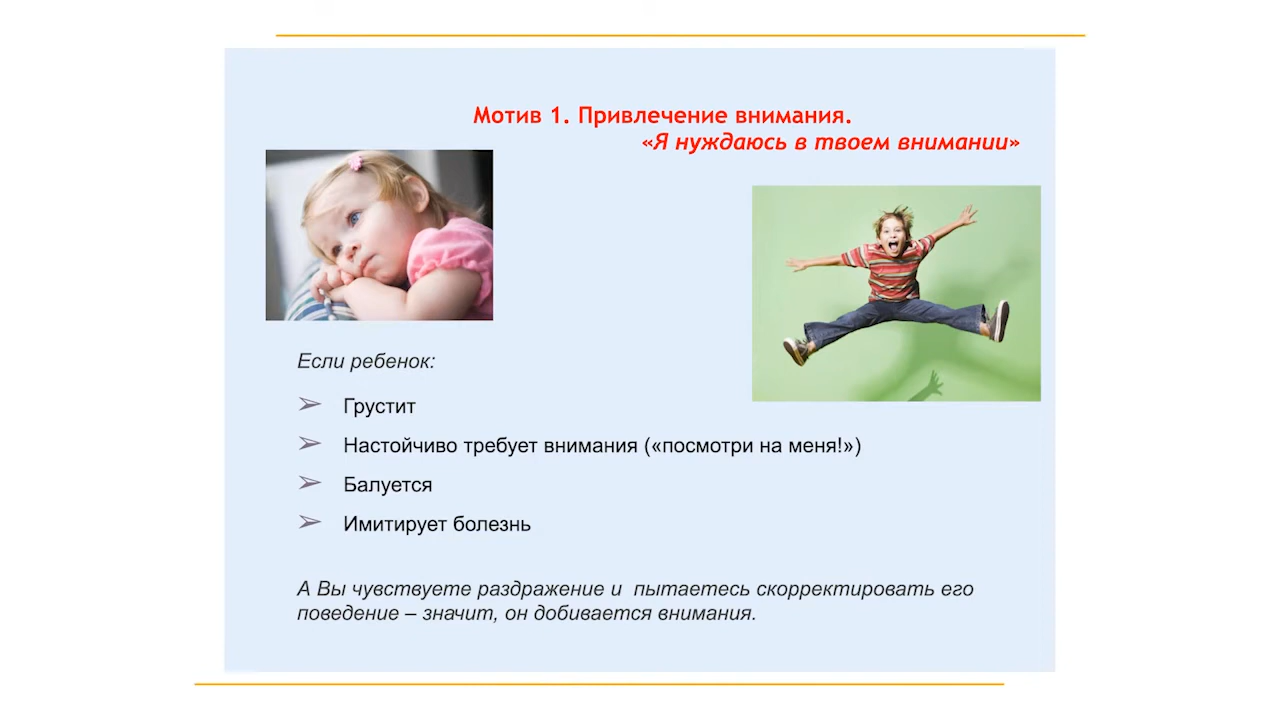 Мотив 1. Привлечение внимания.
«Я нуждаюсь в твоем внимании»
Если ребенок:
➢ Грустит
➢ Настойчиво требует внимания («посмотри на меня!»)
➢ Балуется
➢ Имитирует болезнь
А Вы чувствуете раздражение и пытаетесь скорректировать его
поведение – значит, он добивается внимания.